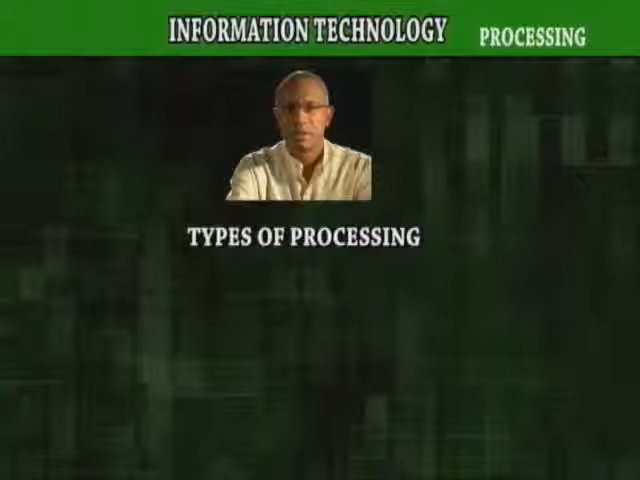 INFORMATION TECHNOLOGY
PROCESSING
TYPES OF PROCESSING